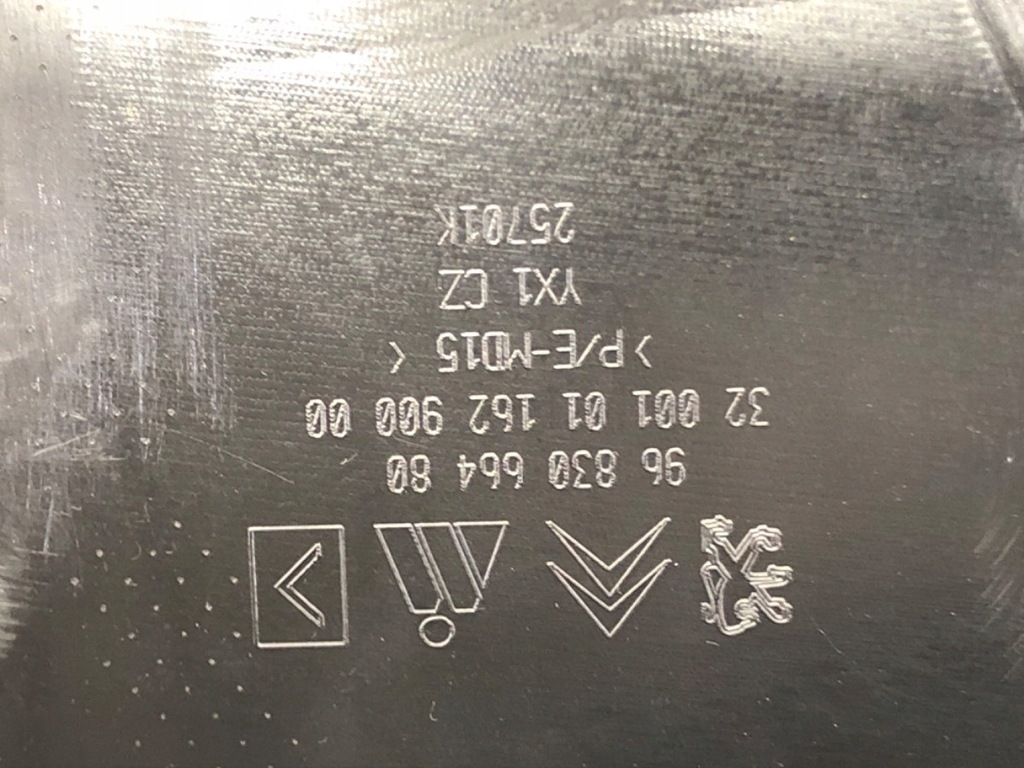 96 830 664 80
32 001 01 162 900 00
<P/E-MD15 >
YX1 CZ
25701K